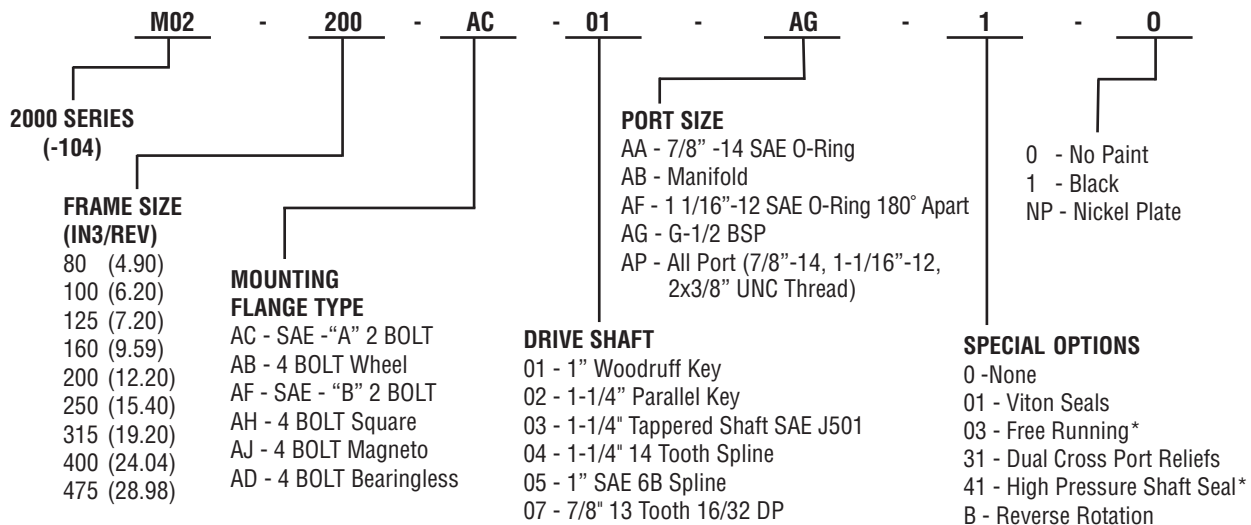 M02 - 200 - AC - 01 - AG - 1 - 0
2000 SERIES
(-104)
FRAME SIZE
(IN3/REV)
80 (4.90)
100 (6.20)
125 (7.20)
160 (9.59)
200 (12.20)
250 (15.40)
315 (19.20)
400 (24.04)
475 (28.98)
MOUNTING
FLANGE TYPE
AC - SAE -“A” 2 BOLT
AB - 4 BOLT Wheel
AF - SAE - “B” 2 BOLT
AH - 4 BOLT Square
AJ - 4 BOLT Magneto
AD - 4 BOLT Bearingless
DRIVE SHAFT
01 - 1” Woodruff Key
02 - 1-1/4” Parallel Key
03 - 1-1/4" Tappered Shaft SAE J501
04 - 1-1/4" 14 Tooth Spline
05 - 1” SAE 6B Spline
07 - 7/8" 13 Tooth 16/32 DP
PORT SIZE
AA - 7/8” -14 SAE O-Ring
AB - Manifold
AF - 1 1/16”-12 SAE O-Ring 180° Apart
AG - G-1/2 BSP
AP - All Port (7/8”-14, 1-1/16”-12,
2x3/8” UNC Thread)
SPECIAL OPTIONS
0 -None
01 - Viton Seals
03 - Free Running*
31 - Dual Cross Port Reliefs
41 - High Pressure Shaft Seal*
B - Reverse Rotation
0 - No Paint
1 - Black
NP - Nickel Plate